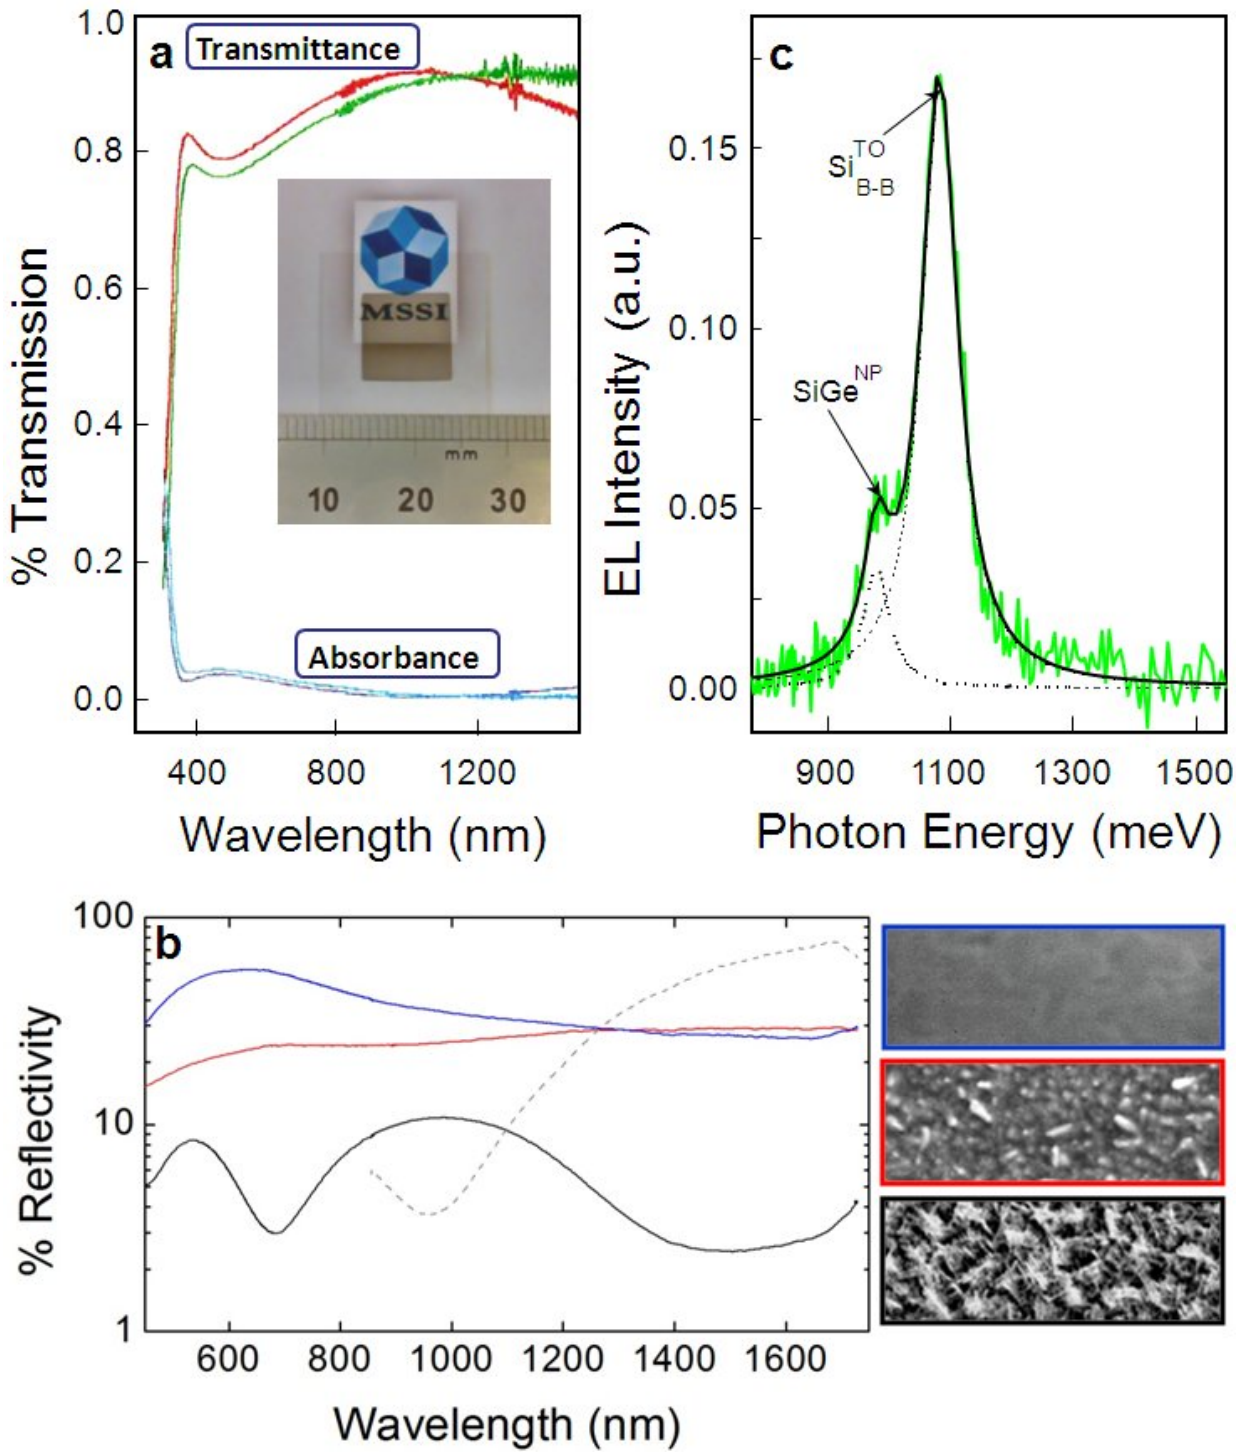 a
Transmittance
1.0
0.8
0.6
0.4
0.2
0.0
% Transmission
MSSI
mm
10 20 30
Absorbance
400 800 1200
Wavelength (nm)
c
Si TO B-B
SiGe NP
0.15
0.10
0.05
0.00
EL Intensity (a.u.)
900 1100 1300 1500
Photon Energy (meV)
b
100
10
1
% Reflectivity
600 800 1000 1200 1400 1600
Wavelength (nm)